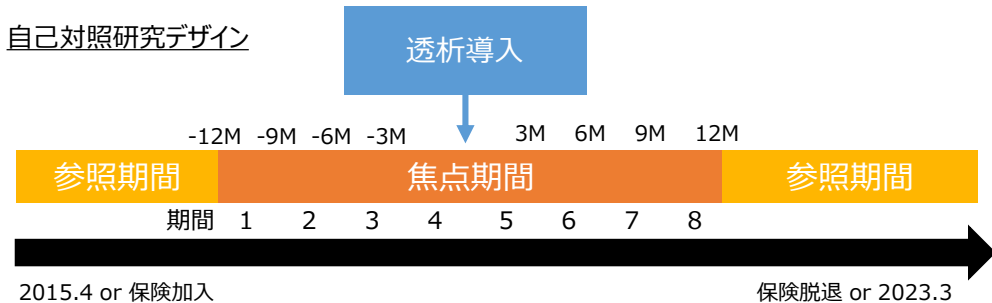 自己対照研究デザイン
透析導入
-12M -9M -6M -3M 3M 6M 9M 12M
参照期間 焦点期間 参照期間
期間 1 2 3 4 5 6 7 8
2015.4 or 保険加入 保険脱退 or 2023.3